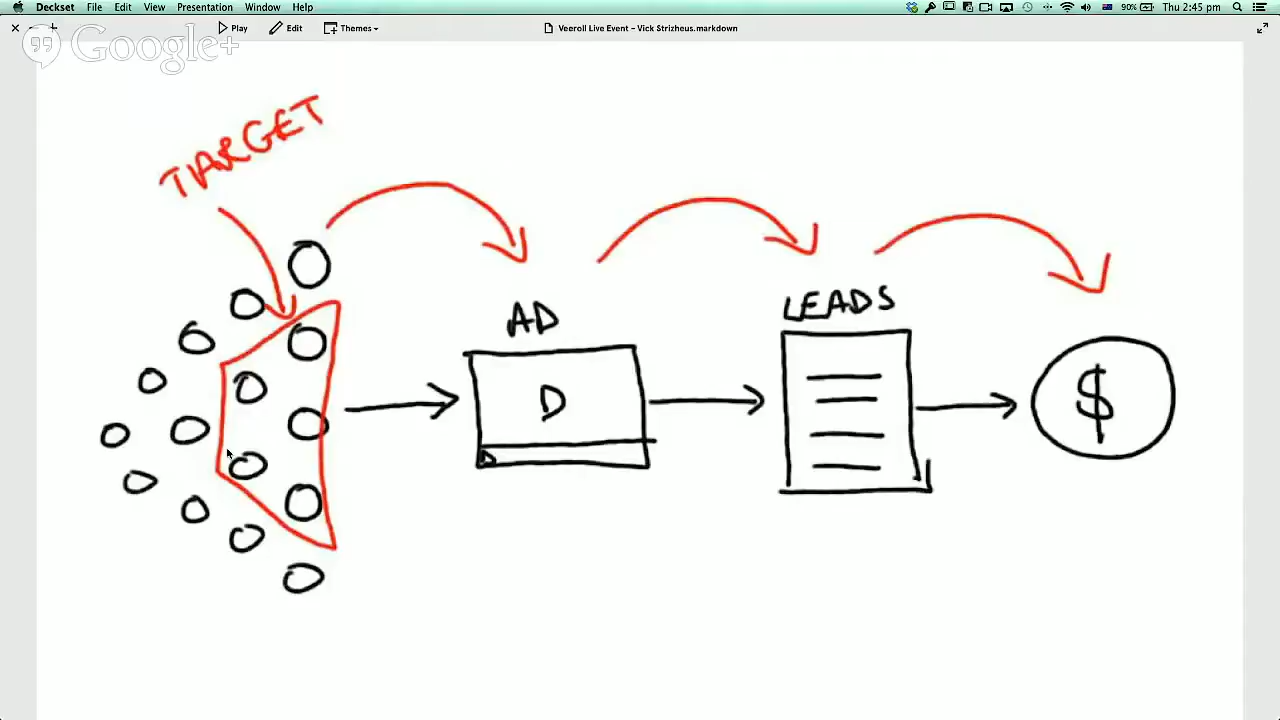 Deckset File Edit View Presentation Window Help 90% Thu 2:45 pm
Play Edit Themes Veeroll Live Event – Vick Strizheus.markdown
Google+
TARGET
AD
LEADS
D
$